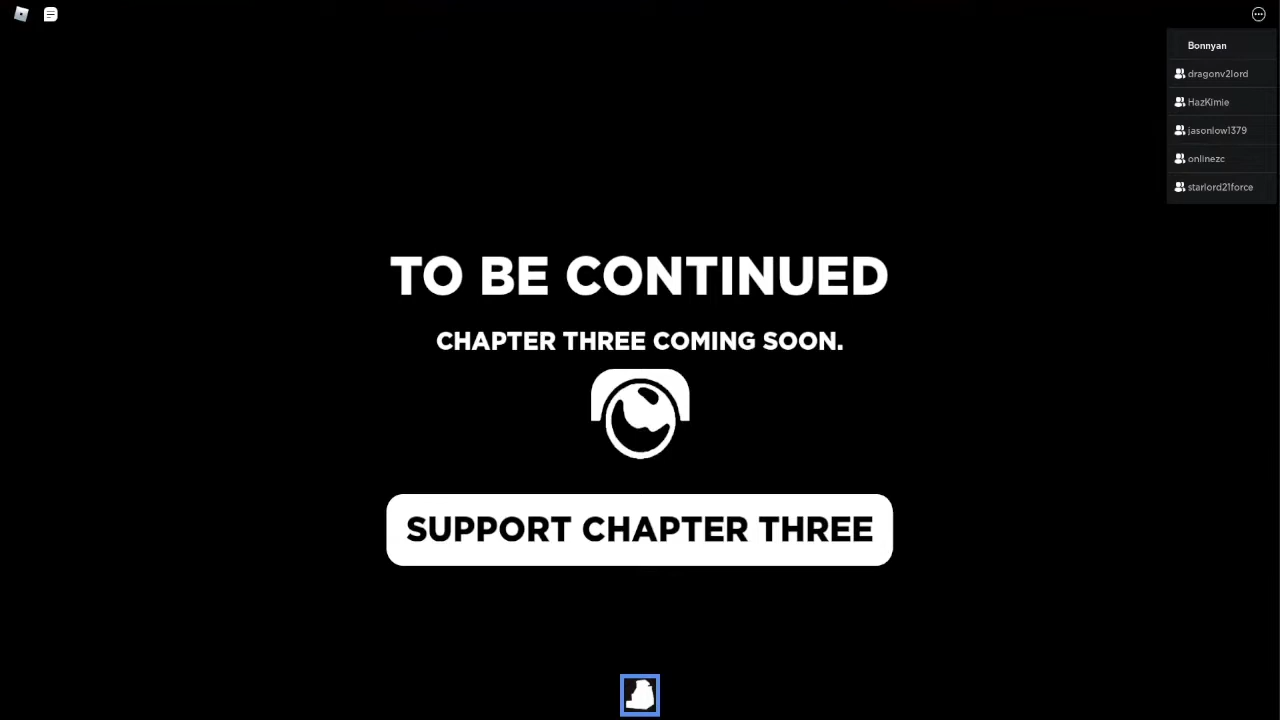 Bonnyan
dragonv2lord
HazKimie
jasonlow1379
onlinezc
starlord21force
TO BE CONTINUED
CHAPTER THREE COMING SOON.
SUPPORT CHAPTER THREE